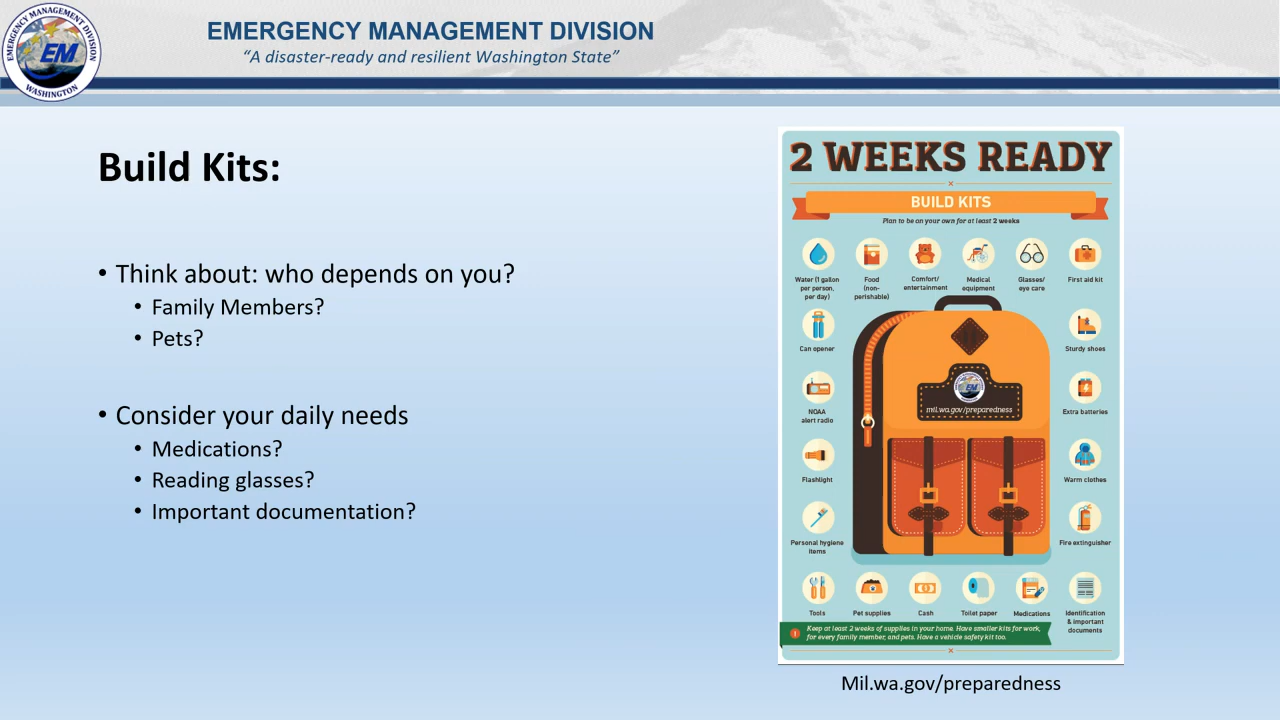 EMERGENCY MANAGEMENT DIVISION
WASHINGTON
EM
EMERGENCY MANAGEMENT DIVISION
“A disaster-ready and resilient Washington State”
Build Kits:
• Think about: who depends on you?
• Family Members?
• Pets?
• Consider your daily needs
• Medications?
• Reading glasses?
• Important documentation?
2 WEEKS READY
BUILD KITS
Plan to be on your own for at least 2 weeks
Water (1 gallon
per person,
per day)
Food
(non-
perishable)
Comfort/
entertainment
Medical
equipment
Glasses/
eye care
First aid kit
Can opener
Sturdy shoes
EM
mil.wa.gov/preparedness
NOAA
alert radio
Extra batteries
Flashlight
Warm clothes
Personal hygiene
items
Fire extinguisher
Tools
Pet supplies
Cash
Toilet paper
Medications
Identification
& important
documents
! Keep at least 2 weeks of supplies in your home. Have smaller kits for work,
for every family member, and pets. Have a vehicle safety kit too.
Mil.wa.gov/preparedness